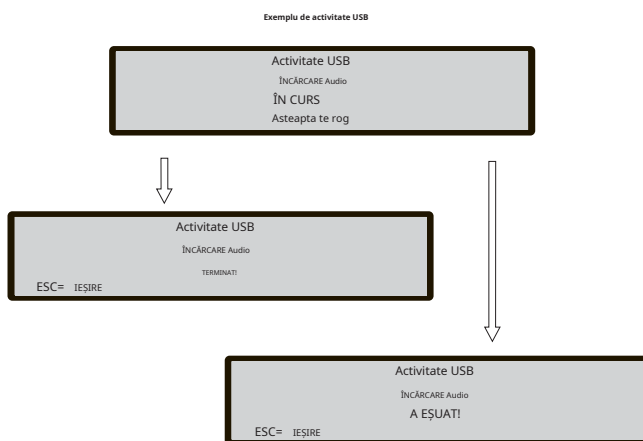 Exemplu de activitate USB
Activitate USB
ÎNCĂRCARE Audio
ÎN CURS
Asteapta te rog
Activitate USB
ÎNCĂRCARE Audio
TERMINAT!
ESC= IEȘIRE
Activitate USB
ÎNCĂRCARE Audio
A EȘUAT!
ESC= IEȘIRE